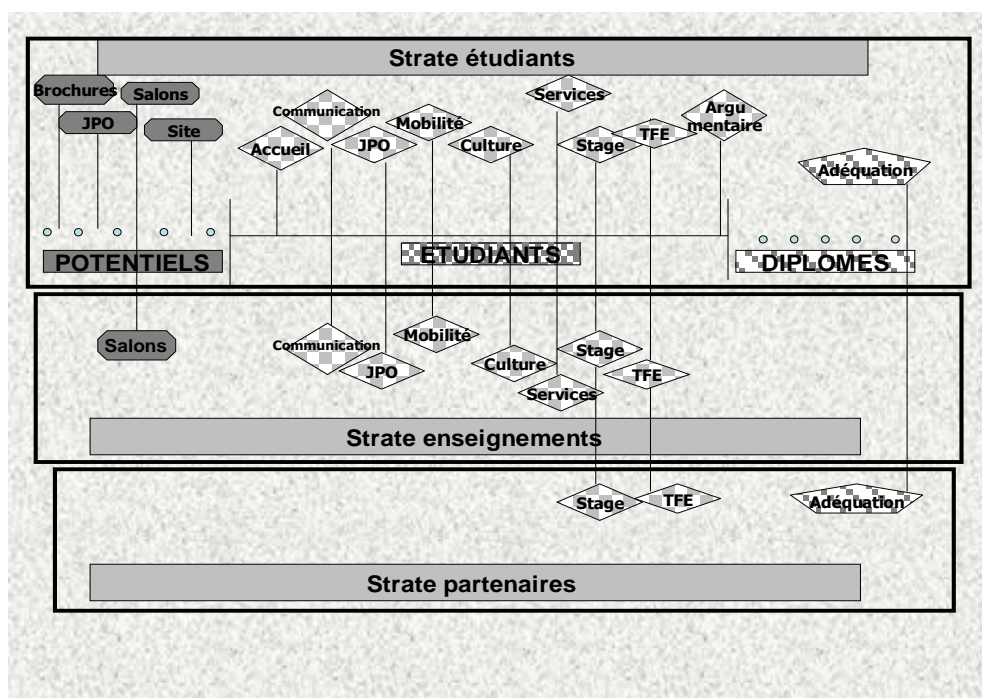 Strate étudiants
Brochures
Salons
JPO
Site
Accueil
Communication
JPO
Mobilité
Culture
Services
Stage
TFE
Argu
mentaire
Adéquation
POTENTIELS
ETUDIANTS
DIPLOMES
Salons
Communication
JPO
Mobilité
Culture
Services
Stage
TFE
Strate enseignements
Stage
TFE
Adéquation
Strate partenaires